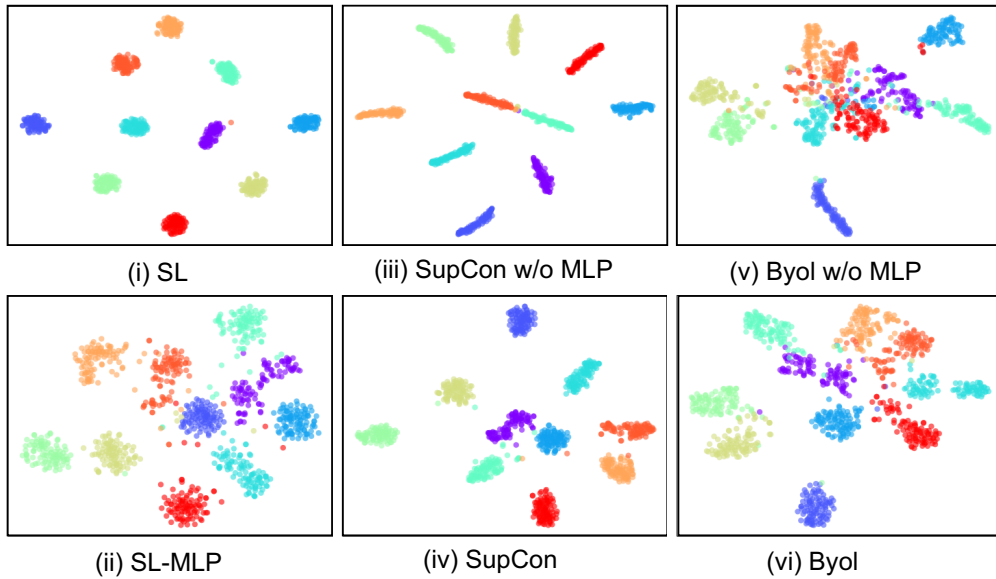 (i) SL
(iii) SupCon w/o MLP
(v) Byol w/o MLP
(ii) SL-MLP
(iv) SupCon
(vi) Byol